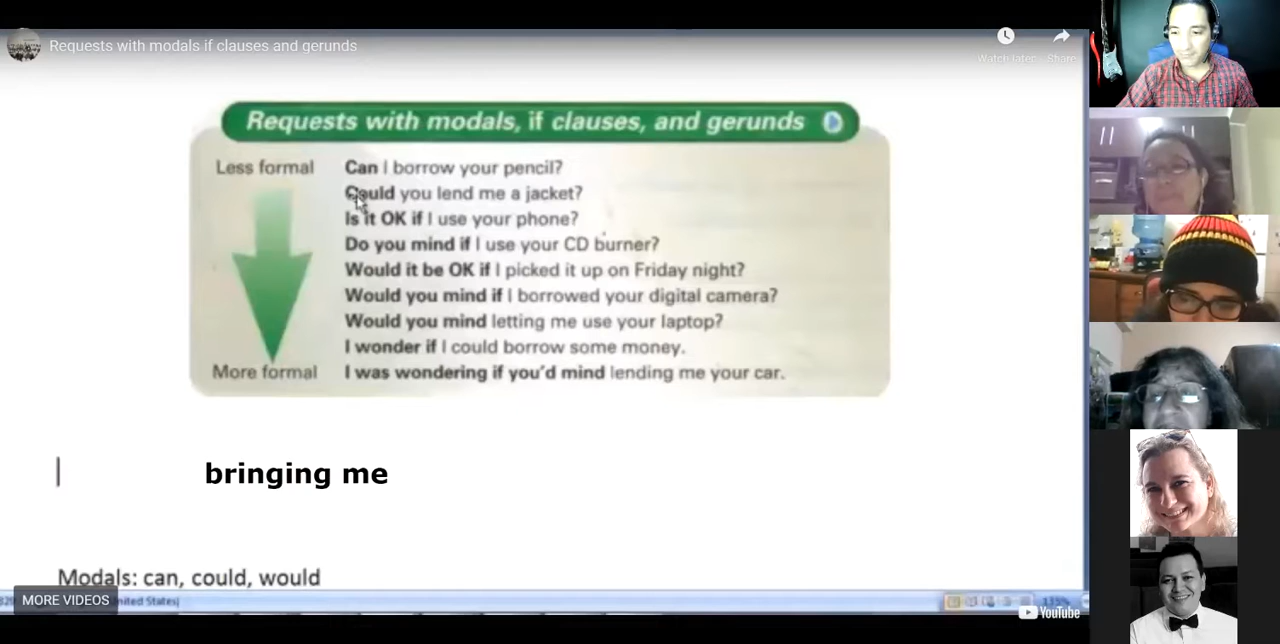 Requests with modals if clauses and gerunds
Watch later
Share
Requests with modals, if clauses, and gerunds
Less formal
Can I borrow your pencil?
Could you lend me a jacket?
Is it OK if I use your phone?
Do you mind if I use your CD burner?
Would it be OK if I picked it up on Friday night?
Would you mind if I borrowed your digital camera?
Would you mind letting me use your laptop?
I wonder if I could borrow some money.
More formal
I was wondering if you'd mind lending me your car.
bringing me
Modals: can, could, would
MORE VIDEOS
United States)
YouTube